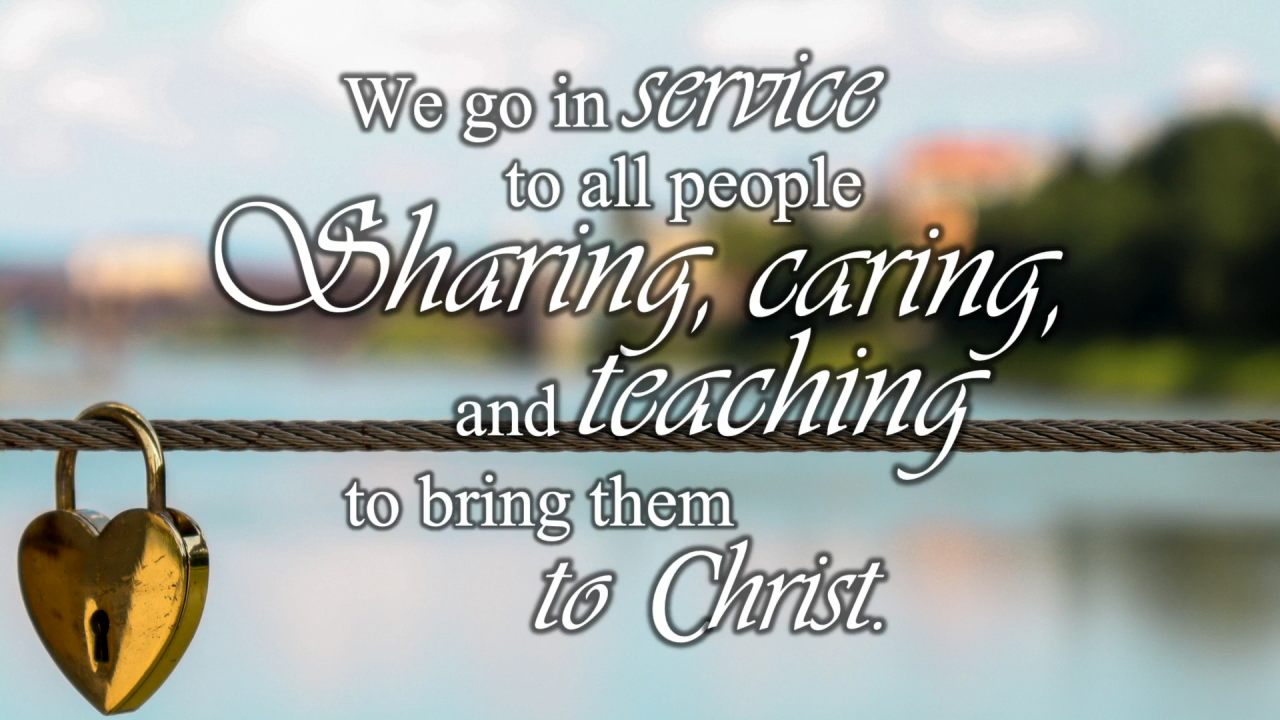 We go in service
to all people
Sharing, caring,
and teaching
to bring them
to Christ.